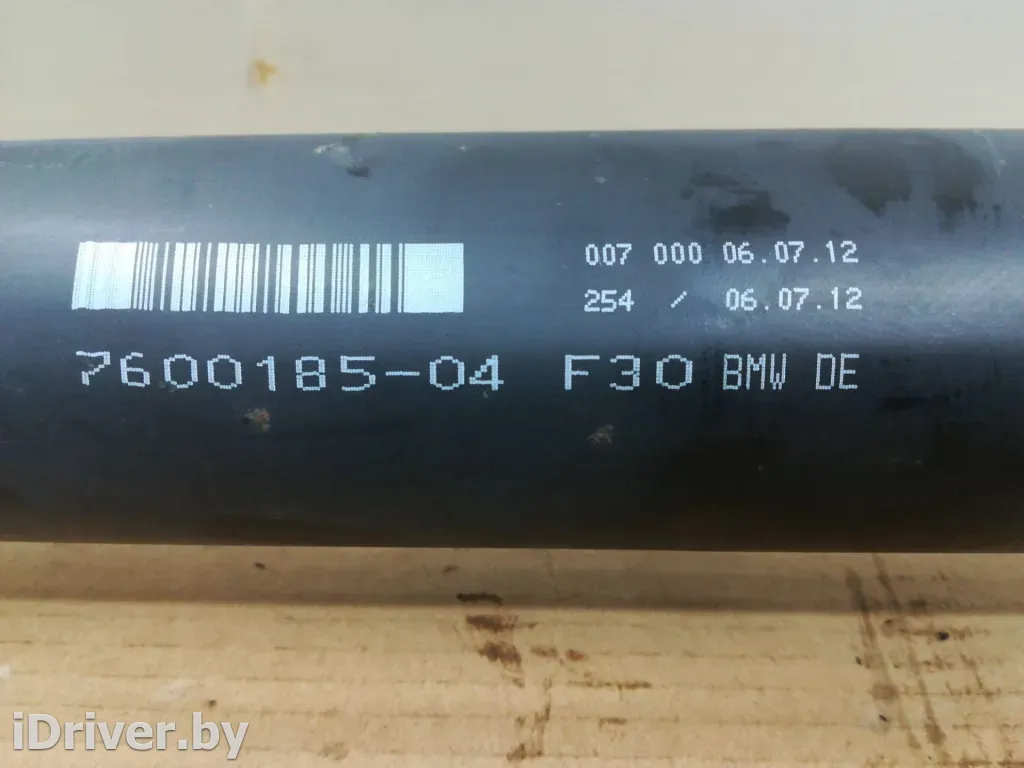 007 000 06.07.12
254 / 06.07.12
7600185-04 F30 BMW DE
iDriver.by